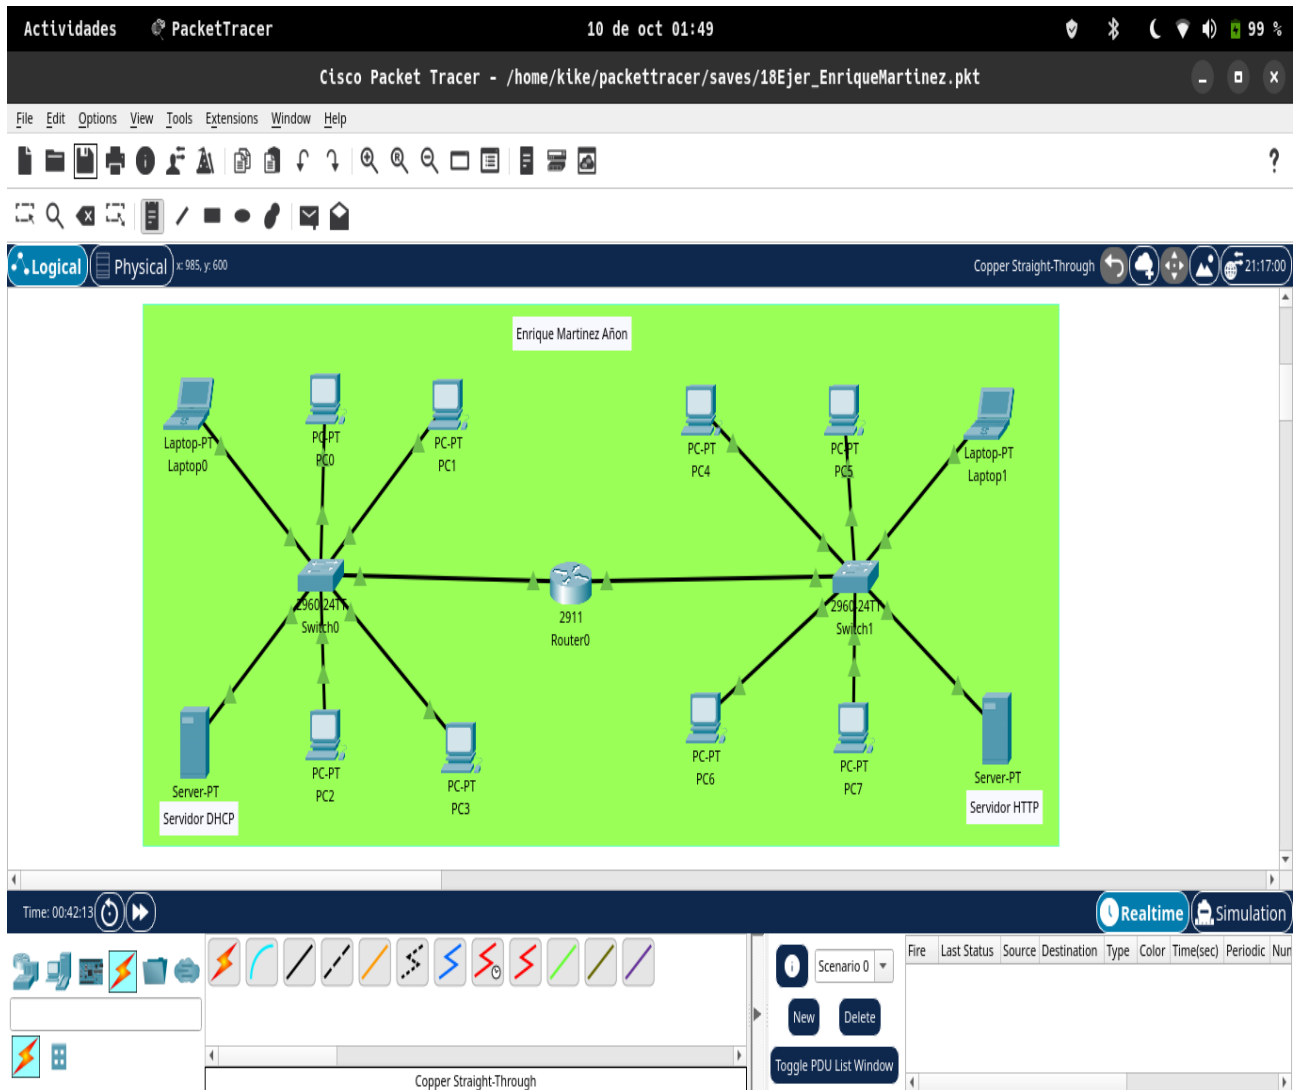 Actividades PacketTracer 10 de oct 01:49 99 %
Cisco Packet Tracer - /home/kike/packettracer/saves/18Ejer_EnriqueMartinez.pkt
File Edit Options View Tools Extensions Window Help
?
Logical Physical x: 985, y: 600 Copper Straight-Through 21:17:00
Enrique Martinez Añon
Laptop-PT
Laptop0
PC-PT
PC0
PC-PT
PC1
PC-PT
PC4
PC-PT
PC5
Laptop-PT
Laptop1
2960-24TT
Switch0
2911
Router0
2960-24TT
Switch1
Server-PT
Servidor DHCP
PC-PT
PC2
PC-PT
PC3
PC-PT
PC6
PC-PT
PC7
Server-PT
Servidor HTTP
Time: 00:42:13 Realtime Simulation
Scenario 0
New Delete
Toggle PDU List Window
Fire Last Status Source Destination Type Color Time(sec) Periodic Num
Copper Straight-Through